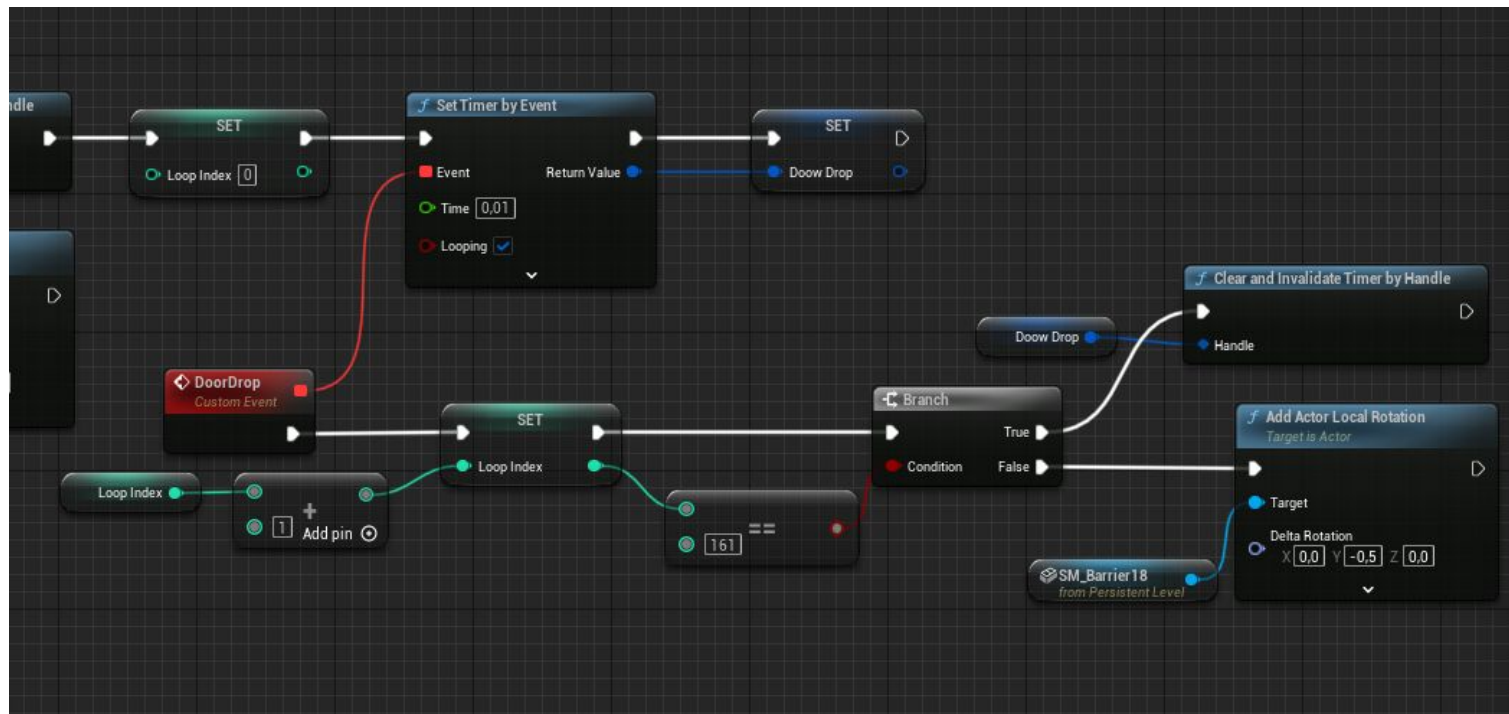 ndle
SET
Loop Index 0
Set Timer by Event
Event Return Value
Time 0,01
Looping
SET
Doow Drop
Clear and Invalidate Timer by Handle
Doow Drop
Handle
DoorDrop
Custom Event
SET
Loop Index
Loop Index
+
1 Add pin
161 ==
Branch
True
Condition False
Add Actor Local Rotation
Target is Actor
Target
Delta Rotation
X 0,0 Y -0,5 Z 0,0
SM_Barrier18
from Persistent Level